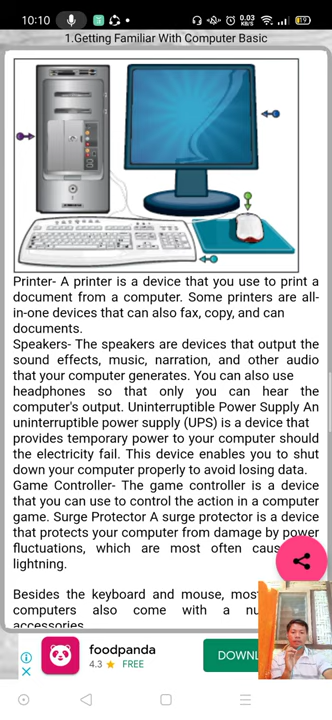 10:10
0.03
KB/S
19
1.Getting Familiar With Computer Basic
Printer- A printer is a device that you use to print a
document from a computer. Some printers are all-
in-one devices that can also fax, copy, and can
documents.
Speakers- The speakers are devices that output the
sound effects, music, narration, and other audio
that your computer generates. You can also use
headphones so that only you can hear the
computer's output. Uninterruptible Power Supply An
uninterruptible power supply (UPS) is a device that
provides temporary power to your computer should
the electricity fail. This device enables you to shut
down your computer properly to avoid losing data.
Game Controller- The game controller is a device
that you can use to control the action in a computer
game. Surge Protector A surge protector is a device
that protects your computer from damage by power
fluctuations, which are most often caus
lightning.
Besides the keyboard and mouse, mos
computers also come with a nu
accessories
foodpanda
4.3 ★ FREE
DOWNL